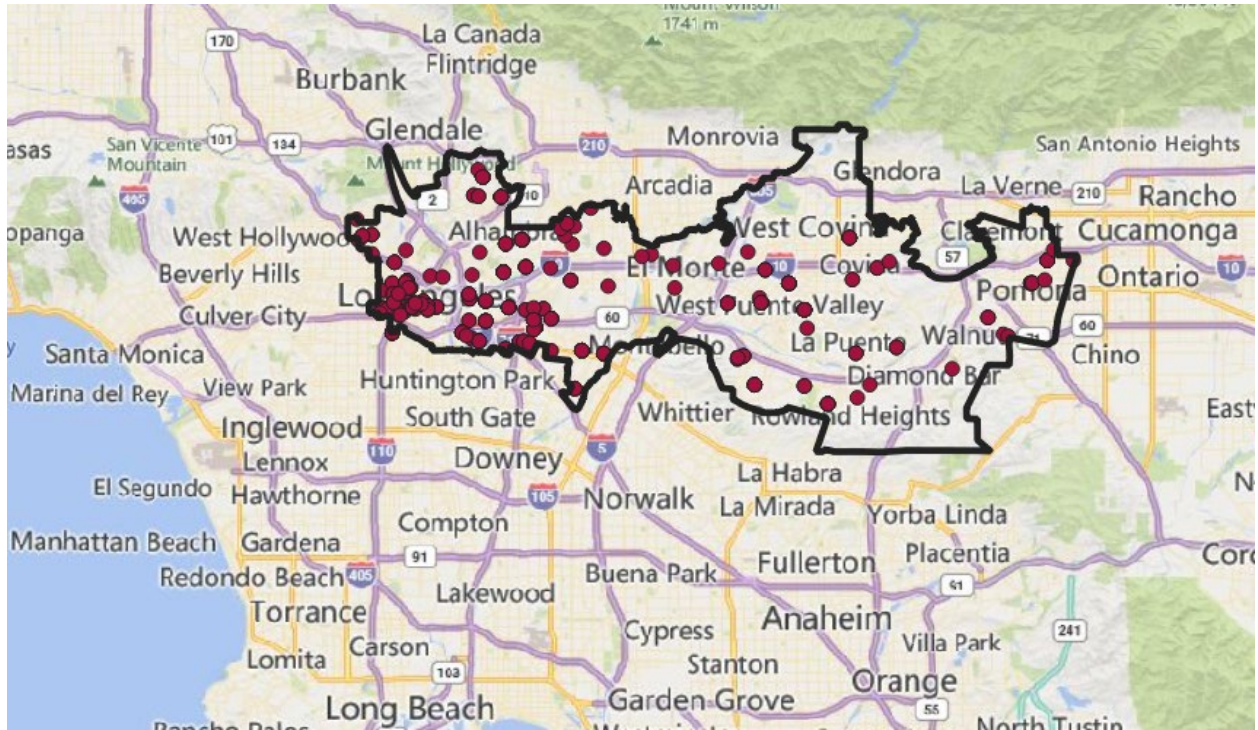 1741 m
170
La Canada
Flintridge
Burbank
Glendale
101
134
San Vicente
Mountain
210
Monrovia
San Antonio Heights
Glendora
Arcadia
La Verne
210
Rancho
405
2
West Hollywood
Claremont
Cucamonga
West Covina
57
Beverly Hills
El Monte
10
Covina
Ontario
10
Pomona
Los Angeles
West Puente Valley
Culver City
60
La Puente
Walnut
71
60
Santa Monica
Montebello
Chino
Marina del Rey
View Park
Huntington Park
Diamond Bar
South Gate
Whittier
Rowland Heights
Inglewood
110
Downey
5
Lennox
La Habra
El Segundo
Hawthorne
105
Norwalk
La Mirada
Yorba Linda
Compton
Manhattan Beach
Gardena
91
Fullerton
Placentia
Redondo Beach
405
Buena Park
91
Torrance
Lakewood
Anaheim
Cypress
Villa Park
241
Carson
Lomita
Stanton
103
Orange
Long Beach
Garden Grove
55
North Tustin